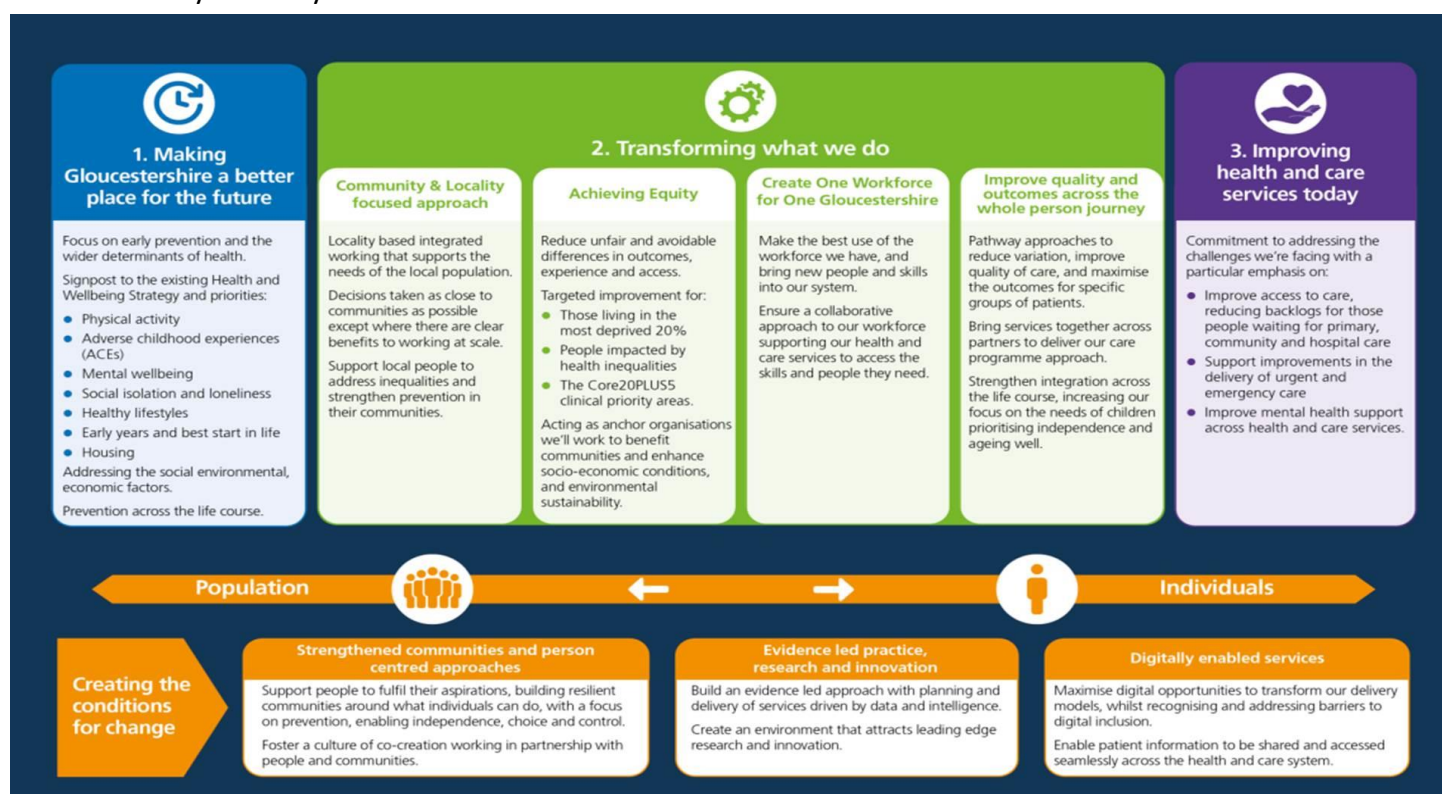 1. Making
Gloucestershire a better
place for the future
Focus on early prevention and the
wider determinants of health.
Signpost to the existing Health and
Wellbeing Strategy and priorities:
● Physical activity
● Adverse childhood experiences
(ACEs)
● Mental wellbeing
● Social isolation and loneliness
● Healthy lifestyles
● Early years and best start in life
● Housing
Addressing the social environmental,
economic factors.
Prevention across the life course.
2. Transforming what we do
Community & Locality
focused approach
Locality based integrated
working that supports the
needs of the local population.
Decisions taken as close to
communities as possible
except where there are clear
benefits to working at scale.
Support local people to
address inequalities and
strengthen prevention in
their communities.
Achieving Equity
Reduce unfair and avoidable
differences in outcomes,
experience and access.
Targeted improvement for:
● Those living in the
most deprived 20%
● People impacted by
health inequalities
● The Core20PLUS5
clinical priority areas.
Acting as anchor organisations
we'll work to benefit
communities and enhance
socio-economic conditions,
and environmental
sustainability.
Create One Workforce
for One Gloucestershire
Make the best use of the
workforce we have, and
bring new people and skills
into our system.
Ensure a collaborative
approach to our workforce
supporting our health and
care services to access the
skills and people they need.
Improve quality and
outcomes across the
whole person journey
Pathway approaches to
reduce variation, improve
quality of care, and maximise
the outcomes for specific
groups of patients.
Bring services together across
partners to deliver our care
programme approach.
Strengthen integration across
the life course, increasing our
focus on the needs of children
prioritising independence and
ageing well.
3. Improving
health and care
services today
Commitment to addressing the
challenges we're facing with a
particular emphasis on:
● Improve access to care,
reducing backlogs for those
people waiting for primary,
community and hospital care
● Support improvements in the
delivery of urgent and
emergency care
● Improve mental health support
across health and care services.
Population
Individuals
Creating the
conditions
for change
Strengthened communities and person
centred approaches
Support people to fulfil their aspirations, building resilient
communities around what individuals can do, with a focus
on prevention, enabling independence, choice and control.
Foster a culture of co-creation working in partnership with
people and communities.
Evidence led practice,
research and innovation
Build an evidence led approach with planning and
delivery of services driven by data and intelligence.
Create an environment that attracts leading edge
research and innovation.
Digitally enabled services
Maximise digital opportunities to transform our delivery
models, whilst recognising and addressing barriers to
digital inclusion.
Enable patient information to be shared and accessed
seamlessly across the health and care system.